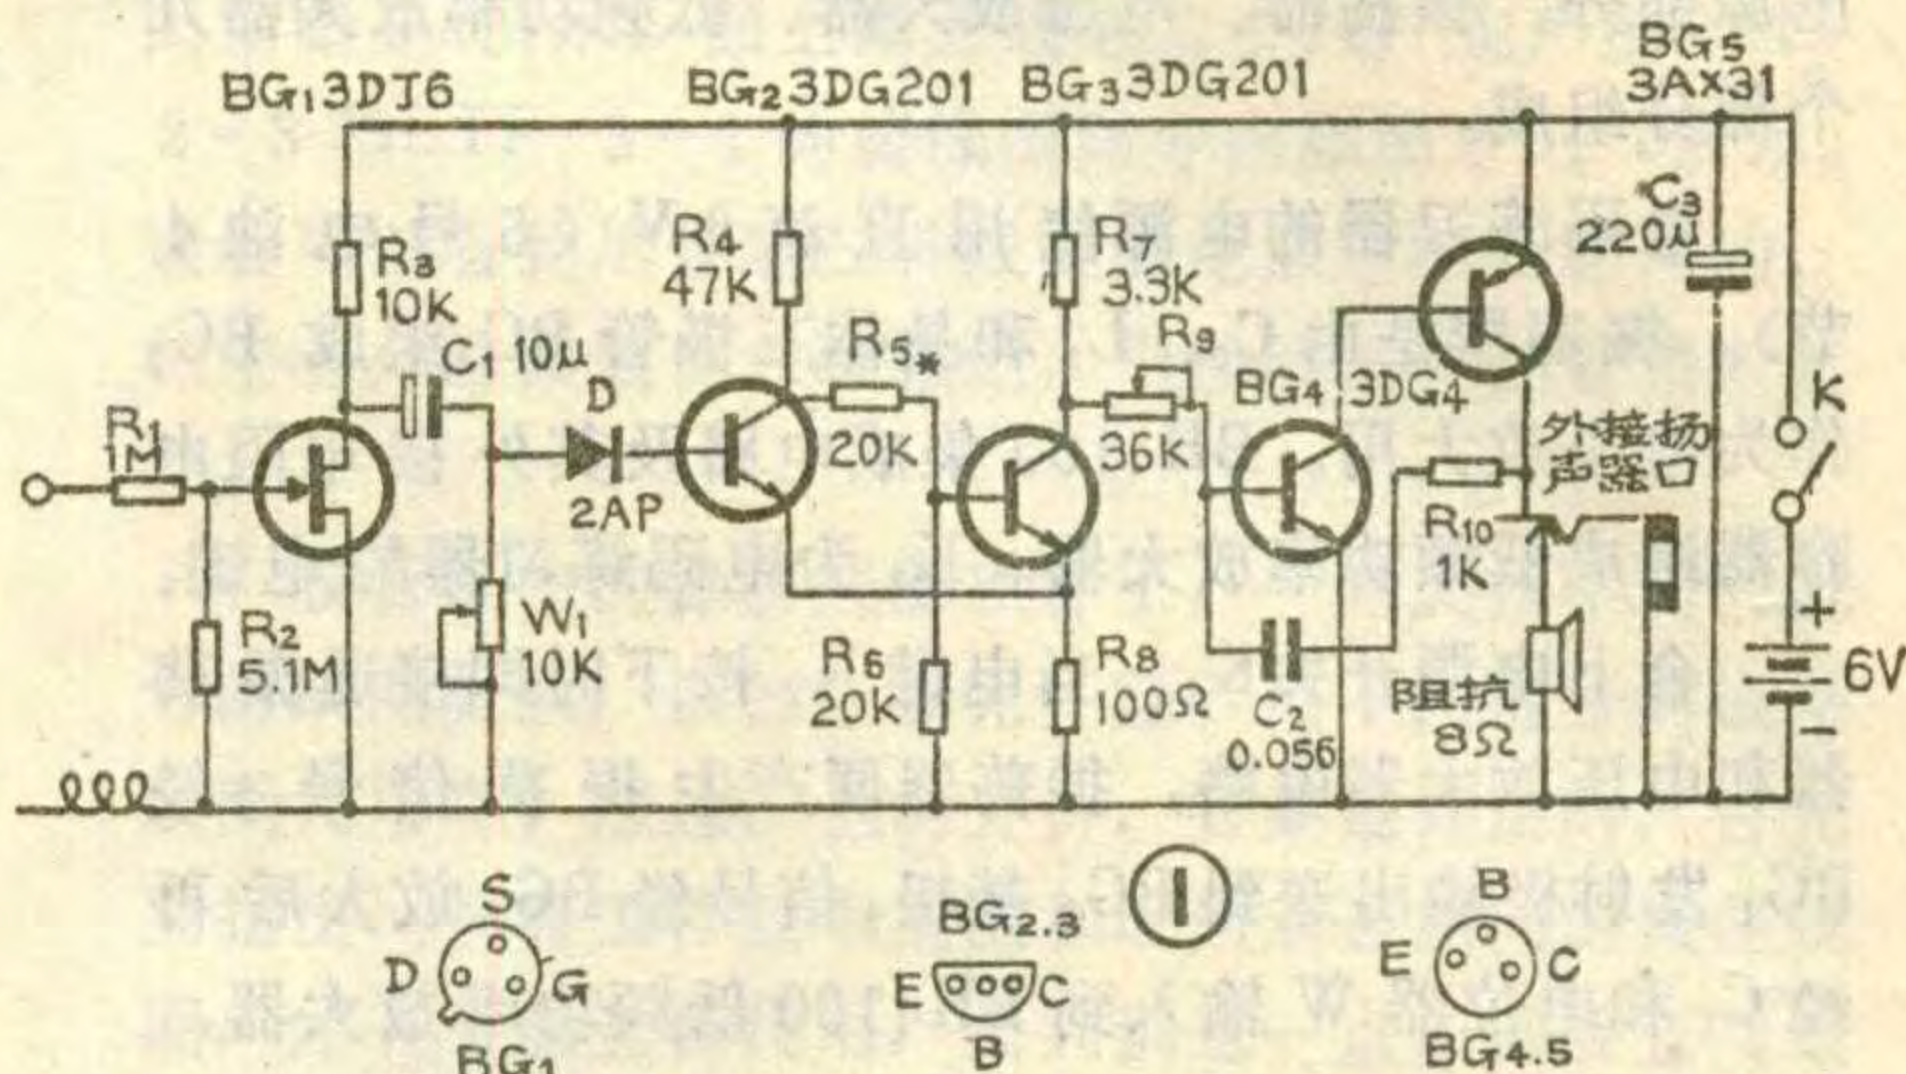 BG5
3AX31
BG1 3DJ6
BG2 3DG201
BG3 3DG201
C3
220μ
R3
10K
R4
47K
R7
3.3K
C1 10μ
R5*
20K
R9
36K
BG4 3DG4
K
R1
1M
D
2AP
外接扬
声器口
R10
1K
R2
5.1M
W1
10K
R6
20K
R8
100Ω
C2
0.056
阻抗
8Ω
+
6V
−
S
D
G
BG1
BG2.3
E
C
B
1
B
E
C
BG4.5